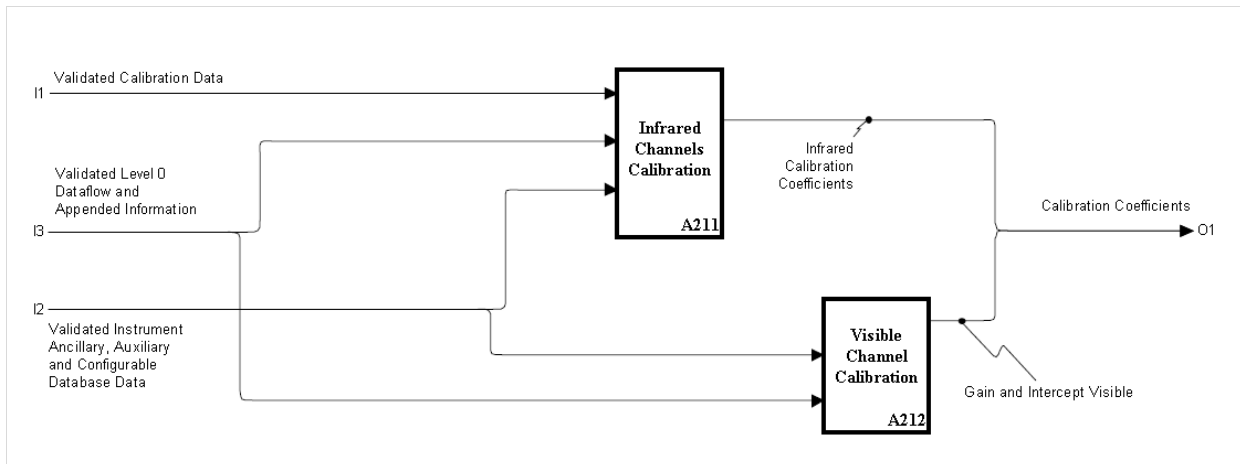 I1
Validated Calibration Data
Validated Level 0
Dataflow and
Appended Information
I3
I2
Validated Instrument
Ancillary, Auxiliary
and Configurable
Database Data
Infrared
Channels
Calibration
A211
Infrared
Calibration
Coefficients
Calibration Coefficients
O1
Visible
Channel
Calibration
A212
Gain and Intercept Visible